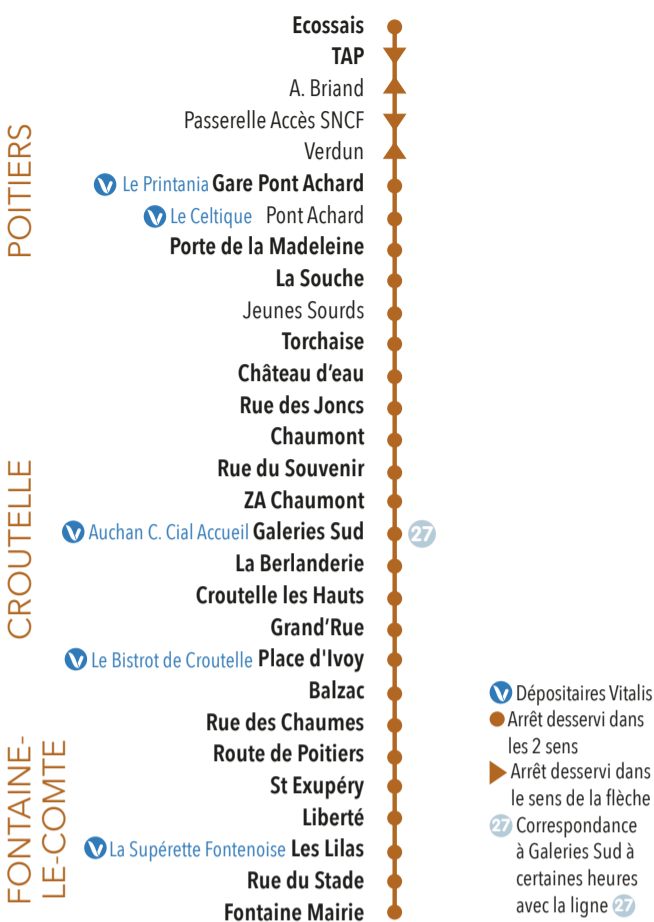 Ecossais
TAP
A. Briand
Passerelle Accès SNCF
Verdun
Le Printania Gare Pont Achard
Le Celtique Pont Achard
Porte de la Madeleine
La Souche
Jeunes Sourds
Torchaise
Château d'eau
Rue des Joncs
Chaumont
Rue du Souvenir
ZA Chaumont
Auchan C. Cial Accueil Galeries Sud 27
La Berlanderie
Croutelle les Hauts
Grand'Rue
Le Bistrot de Croutelle Place d'Ivoy
Balzac
Rue des Chaumes
Route de Poitiers
St Exupéry
Liberté
La Supérette Fontenoise Les Lilas
Rue du Stade
Fontaine Mairie
POITIERS
CROUTELLE
FONTAINE-
LE-COMTE
Dépositaires Vitalis
Arrêt desservi dans
les 2 sens
Arrêt desservi dans
le sens de la flèche
27 Correspondance
à Galeries Sud à
certaines heures
avec la ligne 27